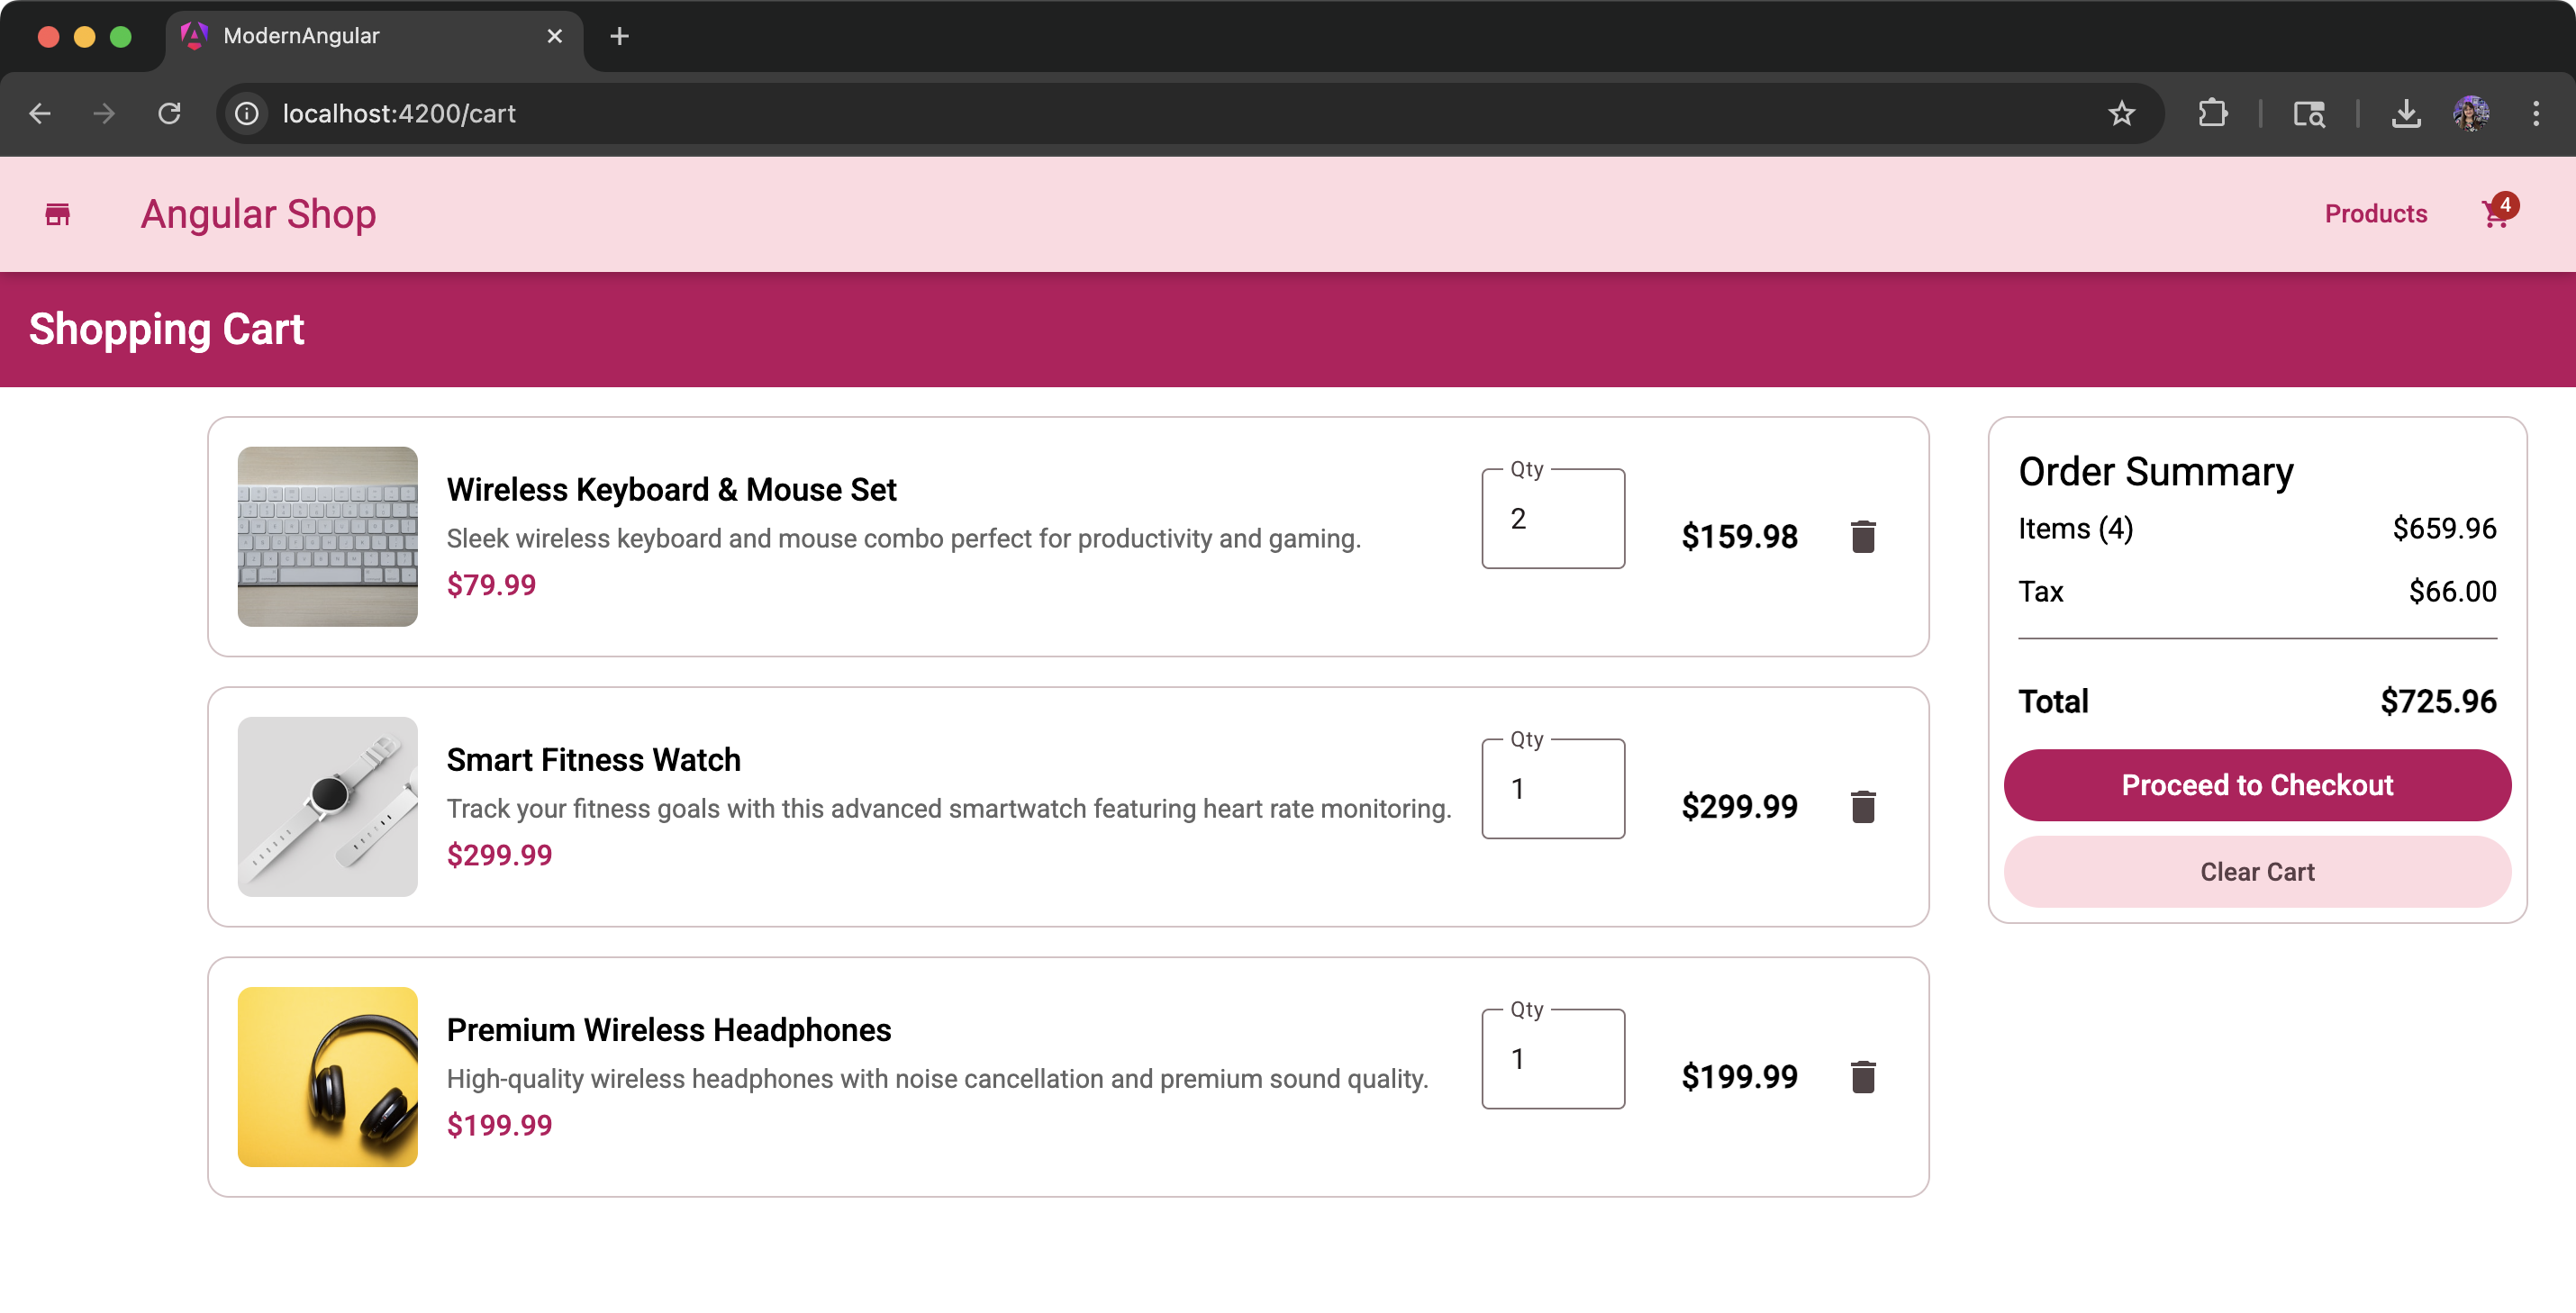 ModernAngular
localhost:4200/cart
Angular Shop
Products
4
Shopping Cart
Wireless Keyboard & Mouse Set
Sleek wireless keyboard and mouse combo perfect for productivity and gaming.
$79.99
Qty
2
$159.98
Smart Fitness Watch
Track your fitness goals with this advanced smartwatch featuring heart rate monitoring.
$299.99
Qty
1
$299.99
Premium Wireless Headphones
High-quality wireless headphones with noise cancellation and premium sound quality.
$199.99
Qty
1
$199.99
Order Summary
Items (4) $659.96
Tax $66.00
Total $725.96
Proceed to Checkout
Clear Cart